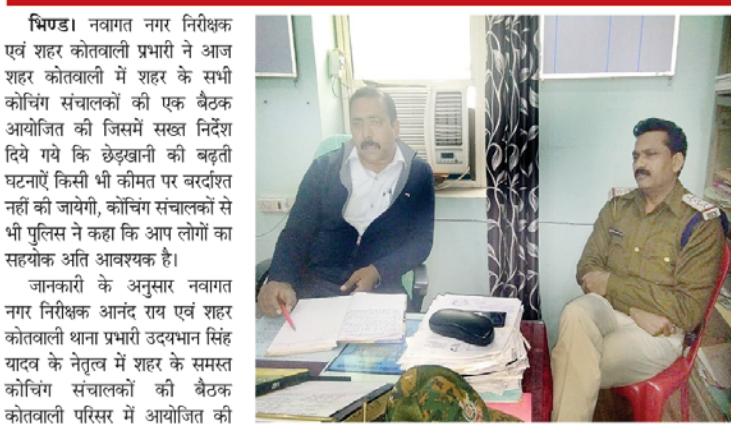 भिण्ड। नवागत नगर निरीक्षक
एवं शहर कोतवाली प्रभारी ने आज
शहर कोतवाली में शहर के सभी
कोचिंग संचालकों की एक बैठक
आयोजित की जिसमें सख्त निर्देश
दिये गये कि छेड़खानी की बढ़ती
घटनाऐं किसी भी कीमत पर बरर्दाश्त
नहीं की जायेगी, कोंचिंग संचालकों से
भी पुलिस ने कहा कि आप लोगों का
सहयोक अति आवश्यक है।
जानकारी के अनुसार नवागत
नगर निरीक्षक आनंद राय एवं शहर
कोतवाली थाना प्रभारी उदयभान सिंह
यादव के नेतृत्व में शहर के समस्त
कोचिंग संचालकों की बैठक
कोतवाली परिसर में आयोजित की